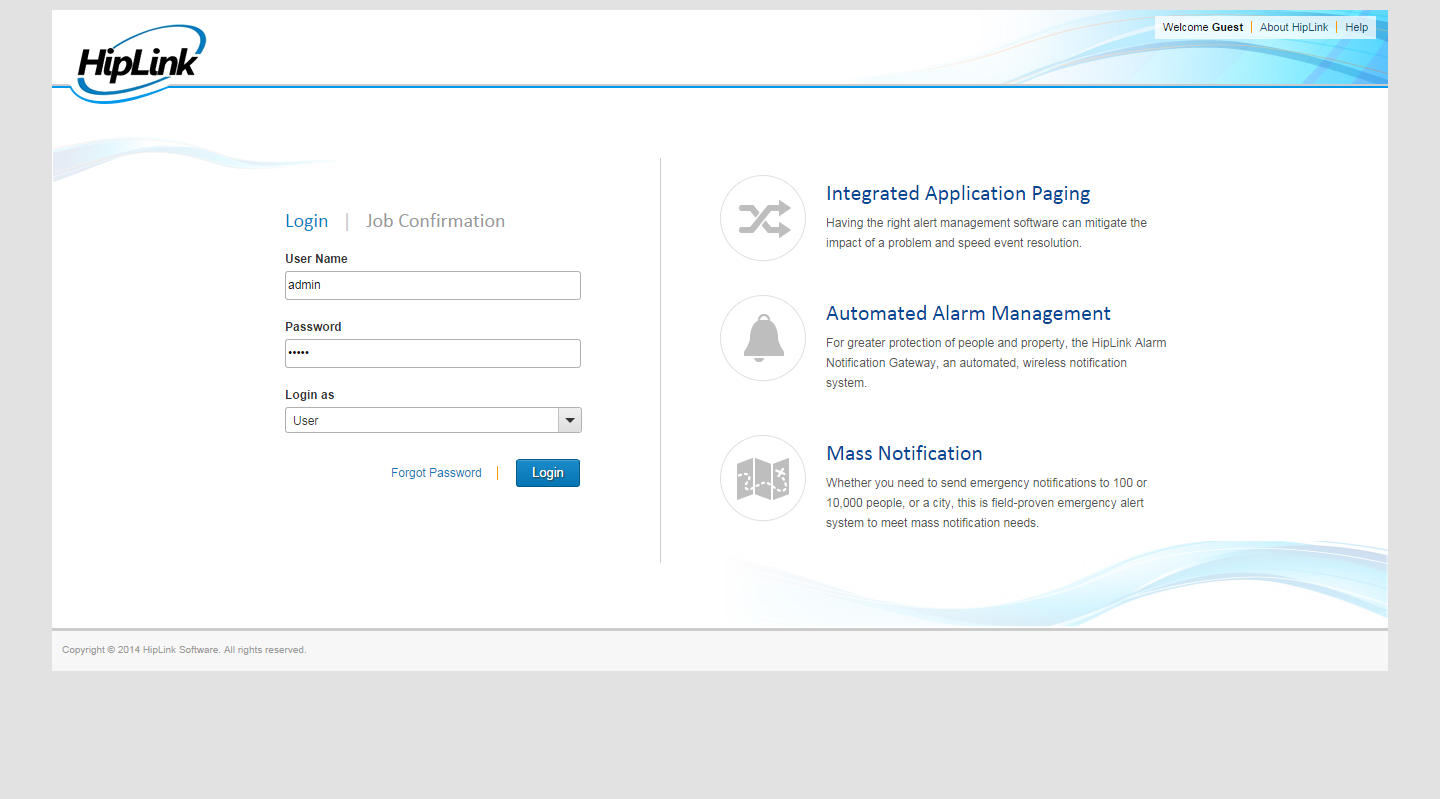 HipLink
Welcome Guest | About HipLink | Help
Login | Job Confirmation
User Name
admin
Password
•••••
Login as
User
Forgot Password | Login
Integrated Application Paging
Having the right alert management software can mitigate the
impact of a problem and speed event resolution.
Automated Alarm Management
For greater protection of people and property, the HipLink Alarm
Notification Gateway, an automated, wireless notification
system.
Mass Notification
Whether you need to send emergency notifications to 100 or
10,000 people, or a city, this is field-proven emergency alert
system to meet mass notification needs.
Copyright © 2014 HipLink Software. All rights reserved.